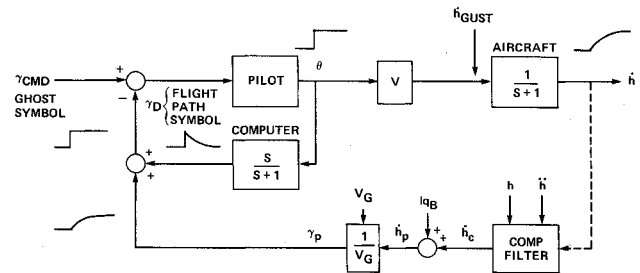 ḣGUST
AIRCRAFT
γCMD
GHOST
SYMBOL
+
−
PILOT
θ
V
1
S + 1
ḣ
γD { FLIGHT
PATH
SYMBOL
COMPUTER
S
S + 1
+
+
VG
lqB
h
ḧ
γp
1
VG
ḣp
+
+
ḣc
COMP
FILTER